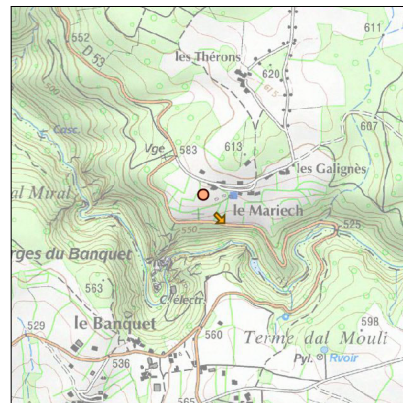 552
611
D 53
les Thérons
620
615
Casc.
607
Vge
583
613
les Galignès
al Mirat
le Mariech
525
550
rges du Banquet
563
C. électr.
529
le Banquet
560
598
Terme dal Mouli
536
Pyl.
Rvoir
565